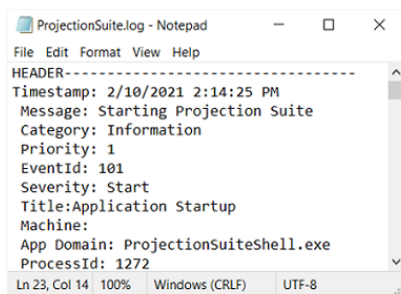 ProjectionSuite.log - Notepad
File Edit Format View Help
HEADER----------------------------------
Timestamp: 2/10/2021 2:14:25 PM
Message: Starting Projection Suite
Category: Information
Priority: 1
EventId: 101
Severity: Start
Title:Application Startup
Machine:
App Domain: ProjectionSuiteShell.exe
ProcessId: 1272
Ln 23, Col 14 100% Windows (CRLF) UTF-8